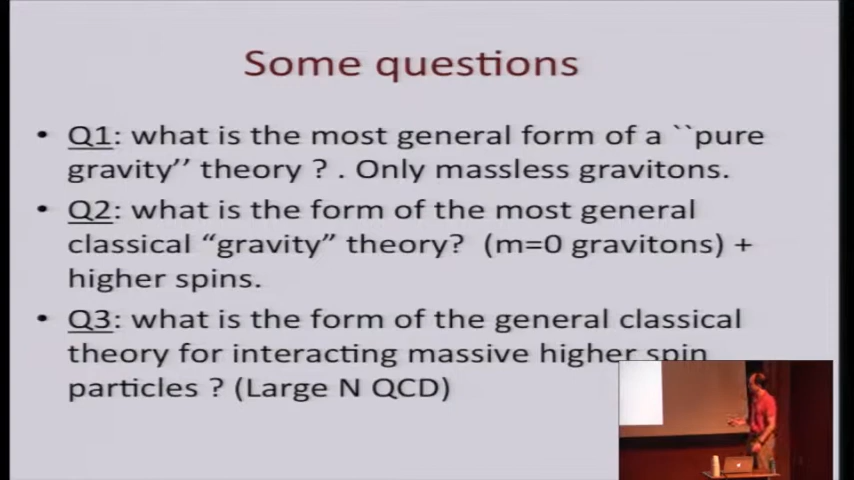 Some questions
• Q1: what is the most general form of a ``pure
gravity'' theory ? . Only massless gravitons.
• Q2: what is the form of the most general
classical “gravity” theory? (m=0 gravitons) +
higher spins.
• Q3: what is the form of the general classical
theory for interacting massive higher spin
particles ? (Large N QCD)